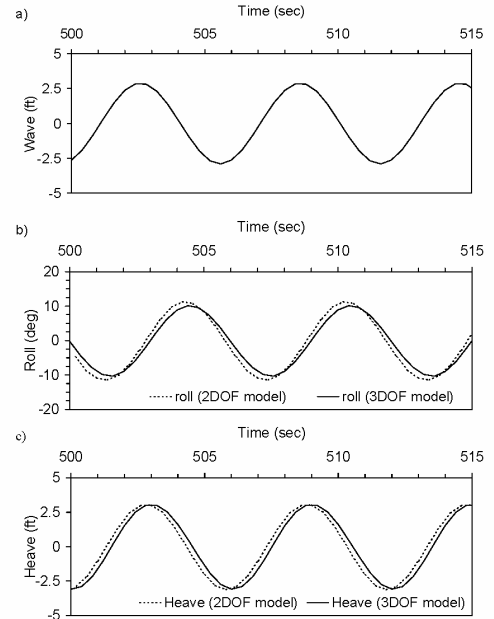 a)
Time (sec)
500 505 510 515
5
2.5
0
-2.5
-5
Wave (ft)
b)
Time (sec)
500 505 510 515
20
10
0
-10
-20
Roll (deg)
roll (2DOF model) roll (3DOF model)
c)
Time (sec)
500 505 510 515
5
2.5
0
-2.5
-5
Heave (ft)
Heave (2DOF model) Heave (3DOF model)